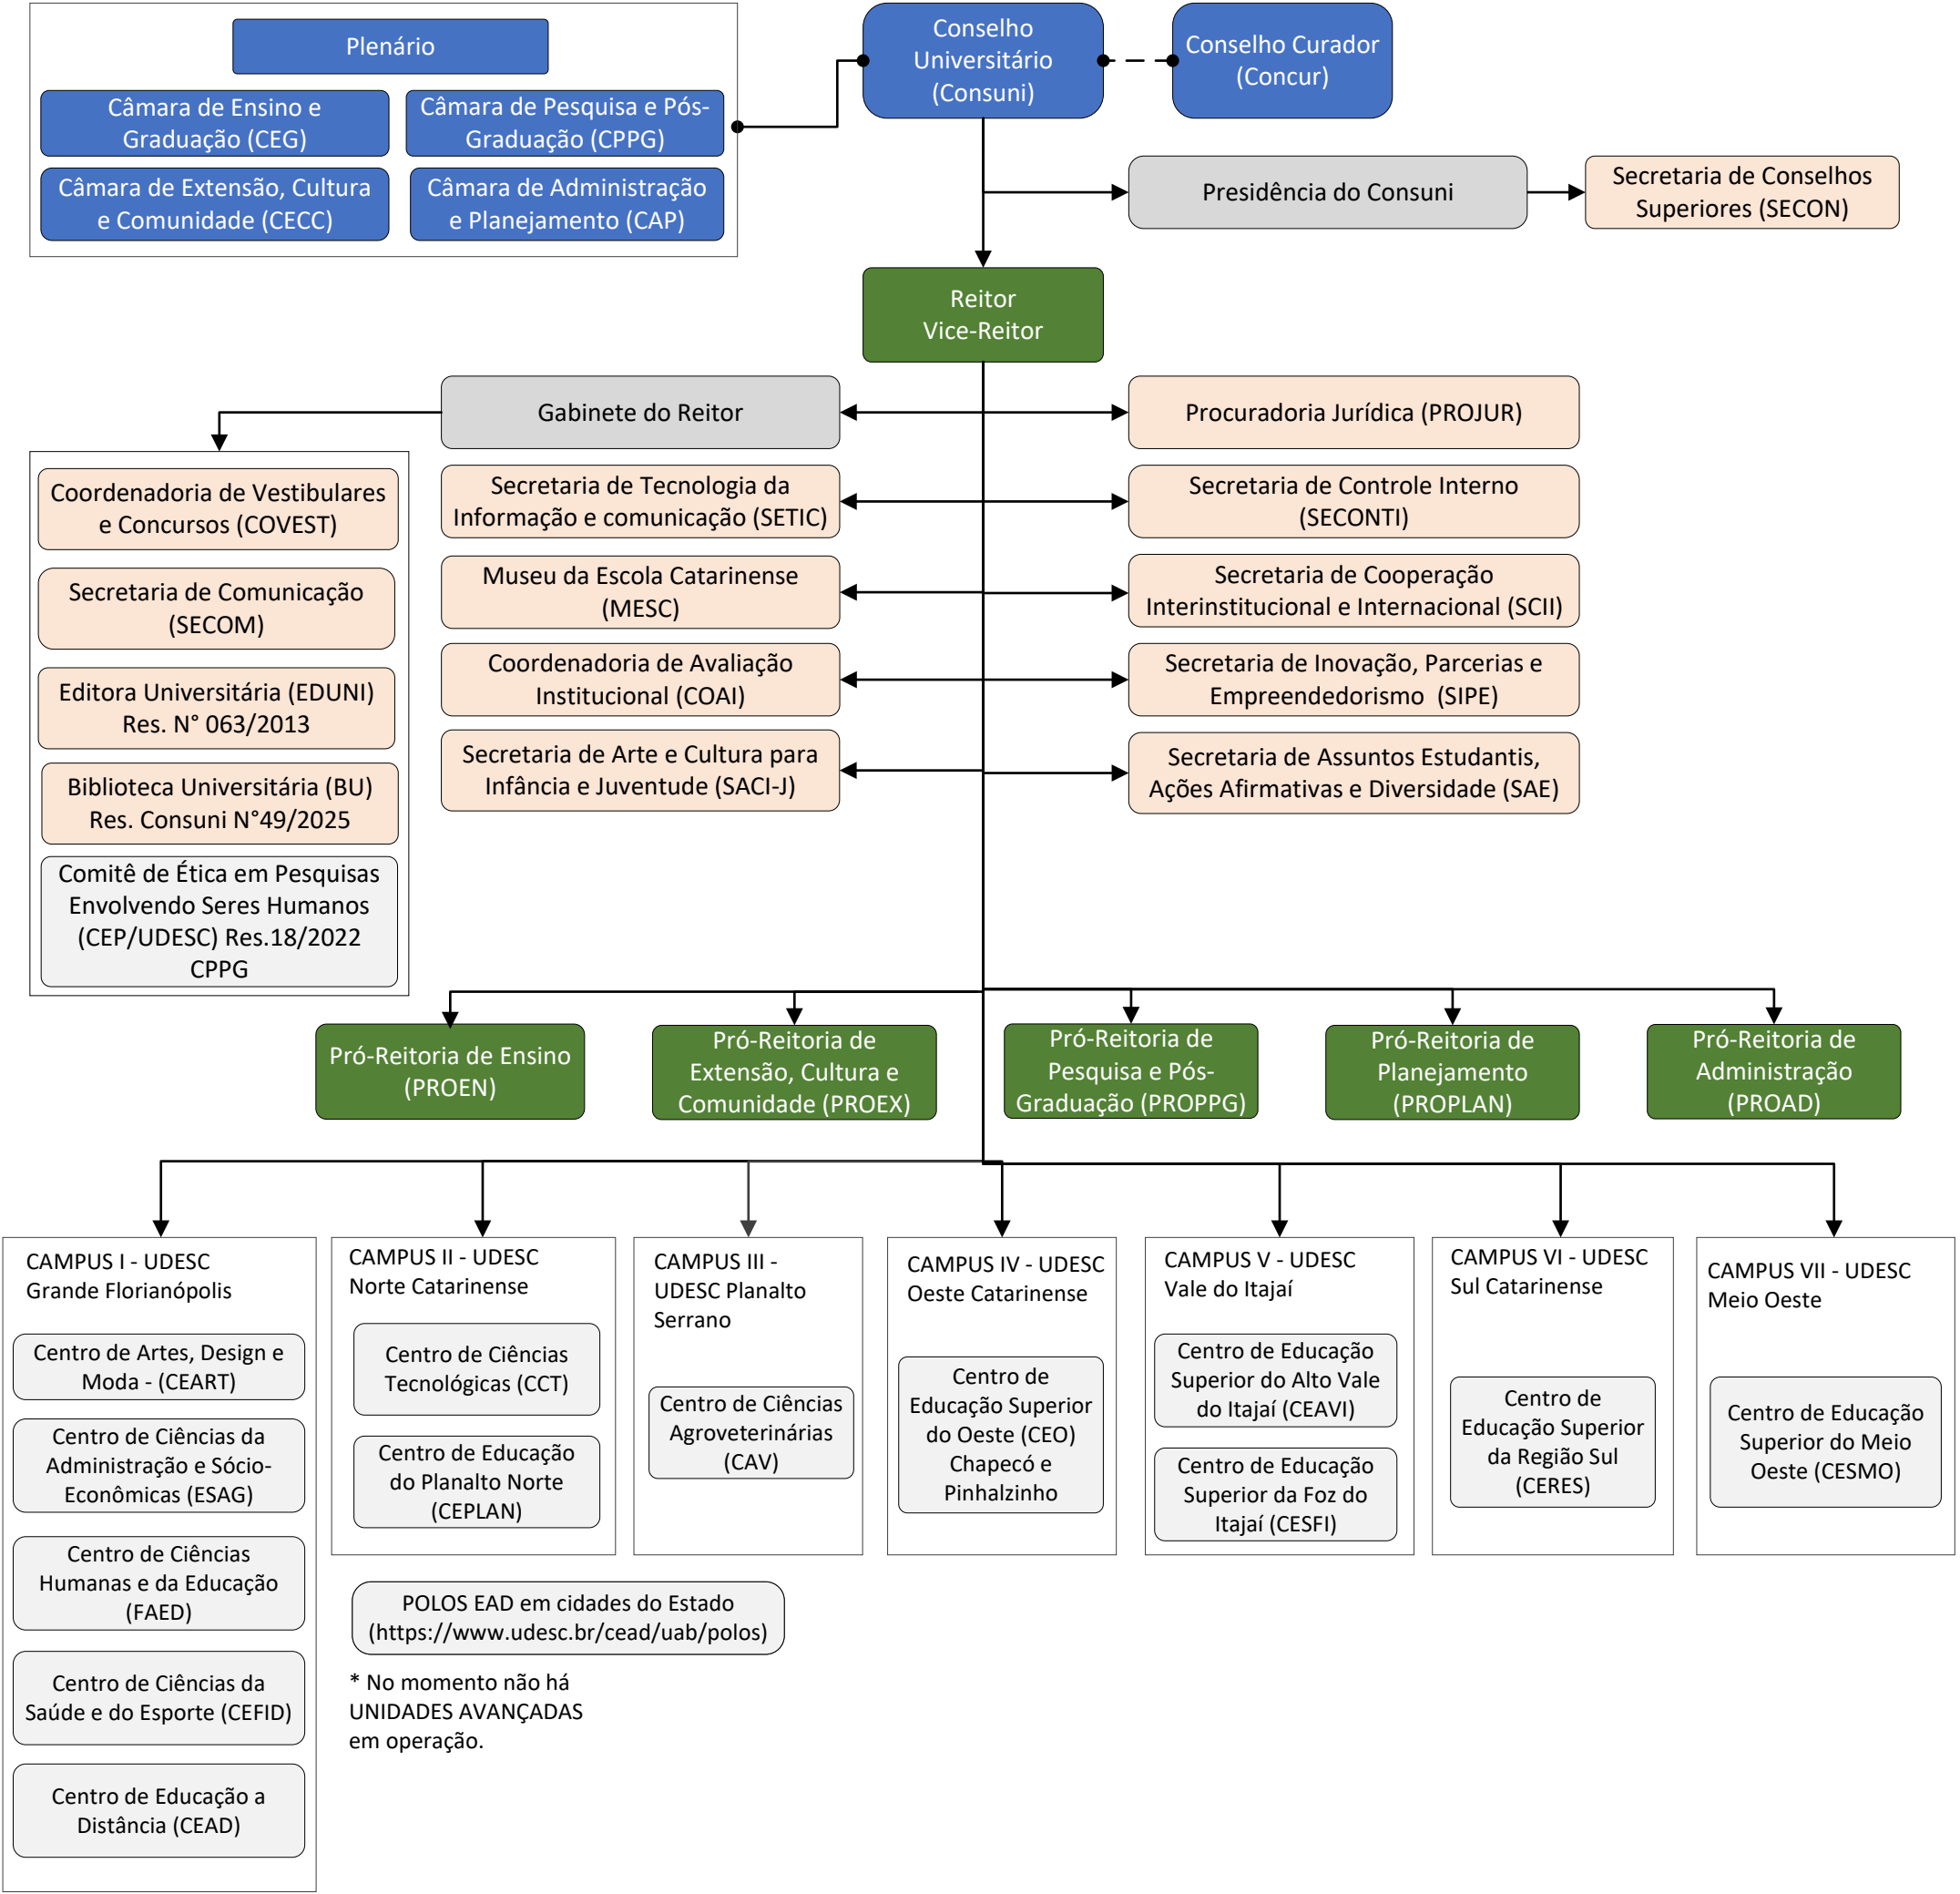 Plenário
Câmara de Ensino e
Graduação (CEG)
Câmara de Pesquisa e Pós-
Graduação (CPPG)
Câmara de Extensão, Cultura
e Comunidade (CECC)
Câmara de Administração
e Planejamento (CAP)
Conselho
Universitário
(Consuni)
Conselho Curador
(Concur)
Presidência do Consuni
Secretaria de Conselhos
Superiores (SECON)
Reitor
Vice-Reitor
Gabinete do Reitor
Procuradoria Jurídica (PROJUR)
Secretaria de Tecnologia da
Informação e comunicação (SETIC)
Secretaria de Controle Interno
(SECONTI)
Museu da Escola Catarinense
(MESC)
Secretaria de Cooperação
Interinstitucional e Internacional (SCII)
Coordenadoria de Avaliação
Institucional (COAI)
Secretaria de Inovação, Parcerias e
Empreendedorismo (SIPE)
Secretaria de Arte e Cultura para
Infância e Juventude (SACI-J)
Secretaria de Assuntos Estudantis,
Ações Afirmativas e Diversidade (SAE)
Coordenadoria de Vestibulares
e Concursos (COVEST)
Secretaria de Comunicação
(SECOM)
Editora Universitária (EDUNI)
Res. N° 063/2013
Biblioteca Universitária (BU)
Res. Consuni N°49/2025
Comitê de Ética em Pesquisas
Envolvendo Seres Humanos
(CEP/UDESC) Res.18/2022
CPPG
Pró-Reitoria de Ensino
(PROEN)
Pró-Reitoria de
Extensão, Cultura e
Comunidade (PROEX)
Pró-Reitoria de
Pesquisa e Pós-
Graduação (PROPPG)
Pró-Reitoria de
Planejamento
(PROPLAN)
Pró-Reitoria de
Administração
(PROAD)
CAMPUS I - UDESC
Grande Florianópolis
Centro de Artes, Design e
Moda - (CEART)
Centro de Ciências da
Administração e Sócio-
Econômicas (ESAG)
Centro de Ciências
Humanas e da Educação
(FAED)
Centro de Ciências da
Saúde e do Esporte (CEFID)
Centro de Educação a
Distância (CEAD)
CAMPUS II - UDESC
Norte Catarinense
Centro de Ciências
Tecnológicas (CCT)
Centro de Educação
do Planalto Norte
(CEPLAN)
CAMPUS III -
UDESC Planalto
Serrano
Centro de Ciências
Agroveterinárias
(CAV)
CAMPUS IV - UDESC
Oeste Catarinense
Centro de
Educação Superior
do Oeste (CEO)
Chapecó e
Pinhalzinho
CAMPUS V - UDESC
Vale do Itajaí
Centro de Educação
Superior do Alto Vale
do Itajaí (CEAVI)
Centro de Educação
Superior da Foz do
Itajaí (CESFI)
CAMPUS VI - UDESC
Sul Catarinense
Centro de
Educação Superior
da Região Sul
(CERES)
CAMPUS VII - UDESC
Meio Oeste
Centro de Educação
Superior do Meio
Oeste (CESMO)
POLOS EAD em cidades do Estado
(https://www.udesc.br/cead/uab/polos)
* No momento não há
UNIDADES AVANÇADAS
em operação.